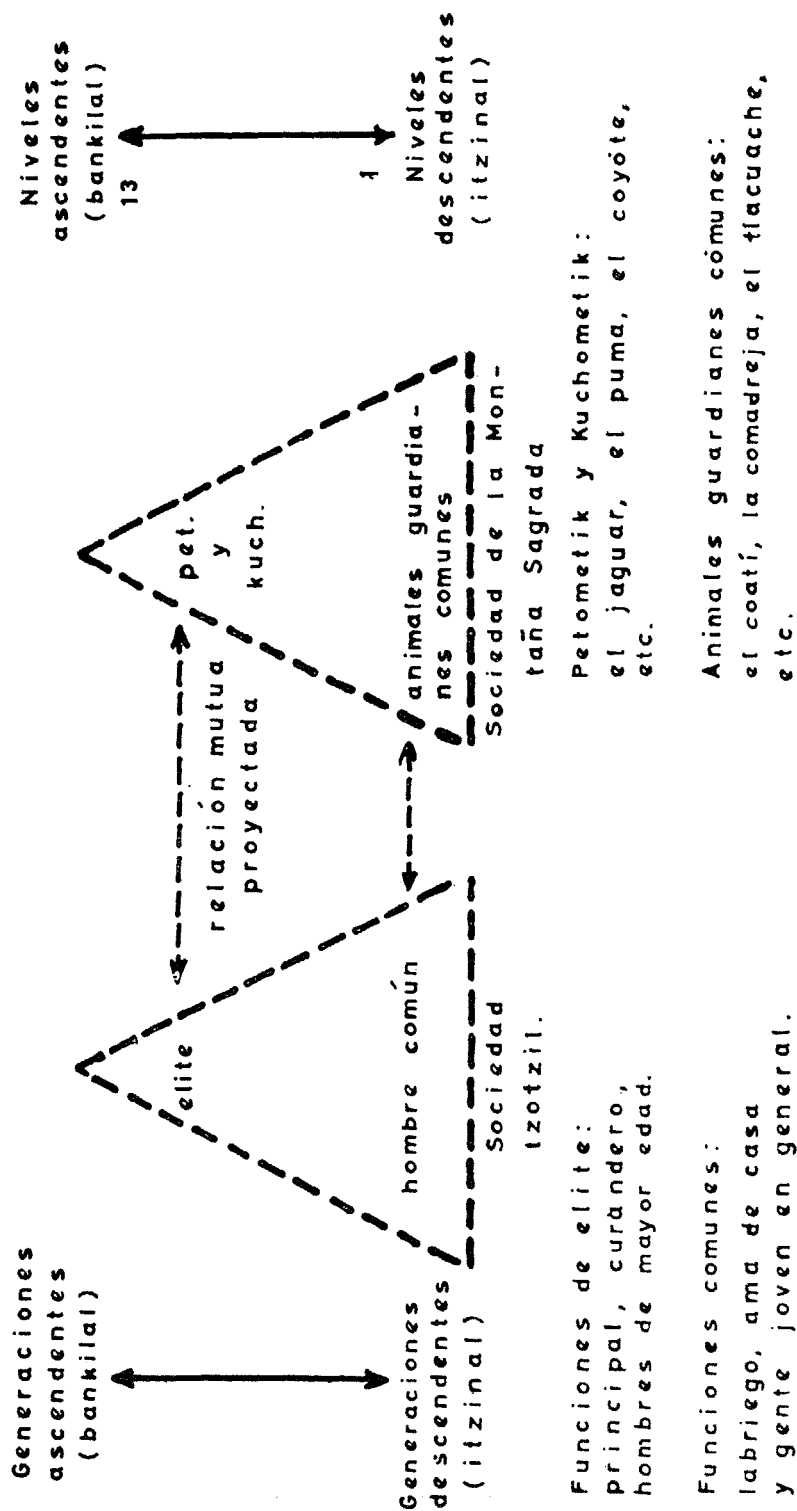 Generaciones
ascendentes
(bankilal)
Generaciones
descendentes
(itzinal)
elite
hombre común
Sociedad
tzotzil.
relación mutua
proyectada
pet.
y
kuch.
animales guardia-
nes comunes
Sociedad de la Mon-
taña Sagrada
Niveles
ascendentes
(bankilal)
13
1
Niveles
descendentes
(itzinal)
Funciones de elite:
principal, curandero,
hombres de mayor edad.
Funciones comunes:
labriego, ama de casa
y gente joven en general.
Petometik y Kuchometik:
el jaguar, el puma, el coyote,
etc.
Animales guardianes comunes:
el coatí, la comadreja, el tlacuache,
etc.